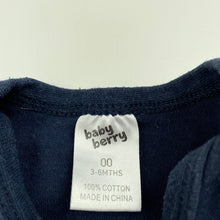 baby
berry
00
3-6MTHS
100% COTTON
MADE IN CHINA